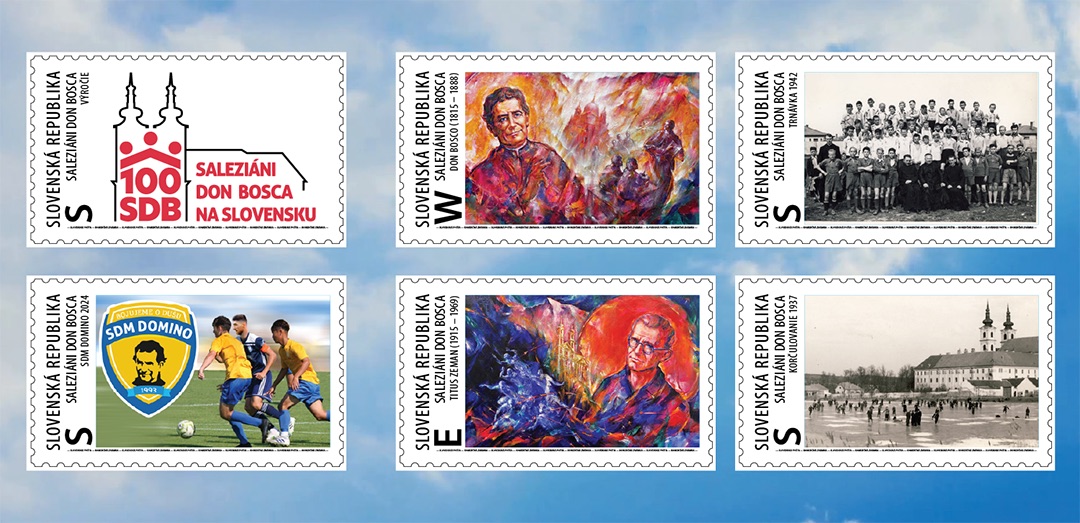 SLOVENSKÁ REPUBLIKA
SALEZIÁNI DON BOSCA
VÝROČIE
S
100
SDB
SALEZIÁNI
DON BOSCA
NA SLOVENSKU
SLOVENSKÁ REPUBLIKA
SALEZIÁNI DON BOSCA
DON BOSCO (1815 – 1888)
W
SLOVENSKÁ REPUBLIKA
SALEZIÁNI DON BOSCA
TRNÁVKA 1942
S
SLOVENSKÁ REPUBLIKA
SALEZIÁNI DON BOSCA
SDM DOMINO 2024
S
BOJUJEME O DUŠE
SDM DOMINO
SLOVENSKÁ REPUBLIKA
SALEZIÁNI DON BOSCA
TITUS ZEMAN (1915 – 1969)
E
SLOVENSKÁ REPUBLIKA
SALEZIÁNI DON BOSCA
KORČUĽOVANIE 1937
S